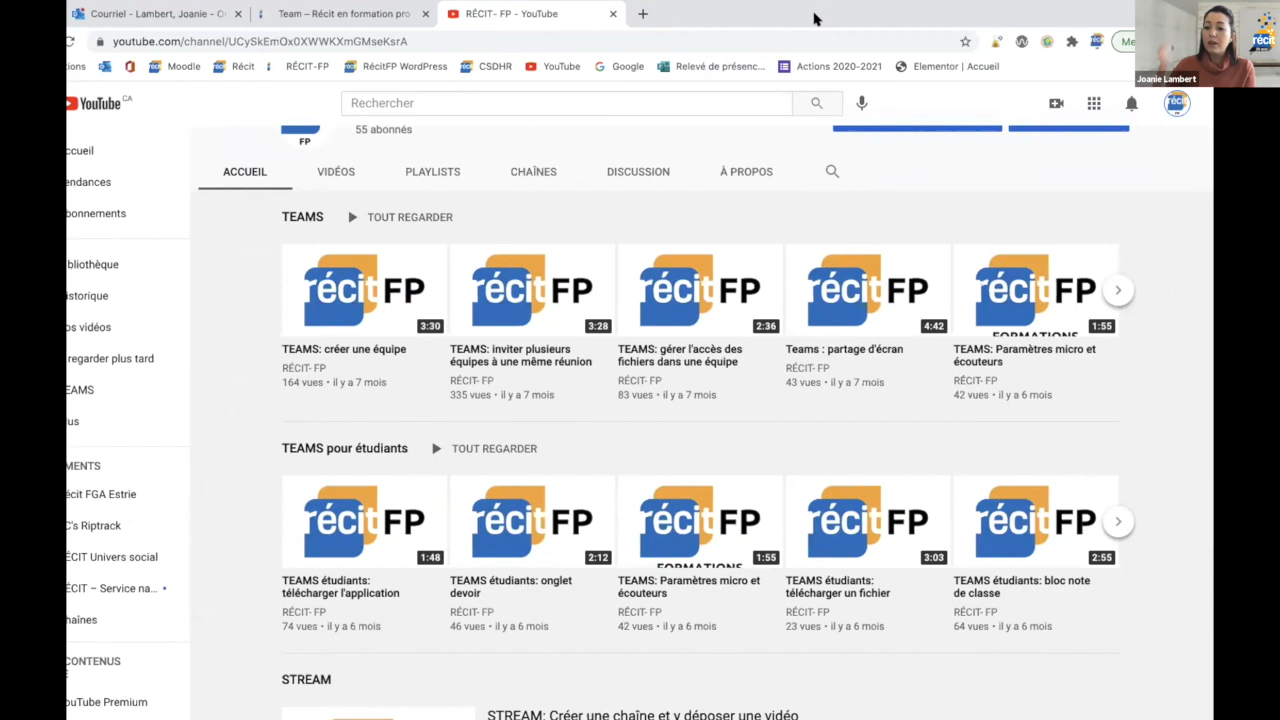 Courriel - Lambert, Joanie - O
Team – Récit en formation pro
RÉCIT- FP - YouTube
youtube.com/channel/UCySkEmOx0XWWKXmGMseKsrA
Me
tions
Moodle
Récit
RÉCIT-FP
RécitFP WordPress
CSDHR
YouTube
Google
Relevé de présenc...
Actions 2020-2021
Elementor | Accueil
récit
Joanie Lambert
YouTube CA
Rechercher
récit
FP
55 abonnés
ccueil
endances
bonnements
bliothèque
istorique
os vidéos
regarder plus tard
EAMS
lus
MENTS
écit FGA Estrie
C's Riptrack
ÉCIT Univers social
ÉCIT – Service na...
haînes
CONTENUS
E
ouTube Premium
ACCUEIL
VIDÉOS
PLAYLISTS
CHAÎNES
DISCUSSION
À PROPOS
TEAMS
TOUT REGARDER
récit FP
3:30
récit FP
3:28
récit FP
2:36
récit FP
4:42
récit FP
FORMATIONS
1:55
TEAMS: créer une équipe
RÉCIT- FP
164 vues • il y a 7 mois
TEAMS: inviter plusieurs
équipes à une même réunion
RÉCIT- FP
335 vues • il y a 7 mois
TEAMS: gérer l'accès des
fichiers dans une équipe
RÉCIT- FP
83 vues • il y a 7 mois
Teams : partage d'écran
RÉCIT- FP
43 vues • il y a 7 mois
TEAMS: Paramètres micro et
écouteurs
RÉCIT- FP
42 vues • il y a 6 mois
TEAMS pour étudiants
TOUT REGARDER
récit FP
1:48
récit FP
2:12
récit FP
FORMATIONS
1:55
récit FP
3:03
récit FP
2:55
TEAMS étudiants:
télécharger l'application
RÉCIT- FP
74 vues • il y a 6 mois
TEAMS étudiants: onglet
devoir
RÉCIT- FP
46 vues • il y a 6 mois
TEAMS: Paramètres micro et
écouteurs
RÉCIT- FP
42 vues • il y a 6 mois
TEAMS étudiants:
télécharger un fichier
RÉCIT- FP
23 vues • il y a 6 mois
TEAMS étudiants: bloc note
de classe
RÉCIT- FP
64 vues • il y a 6 mois
STREAM
STREAM: Créer une chaîne et y déposer une vidéo